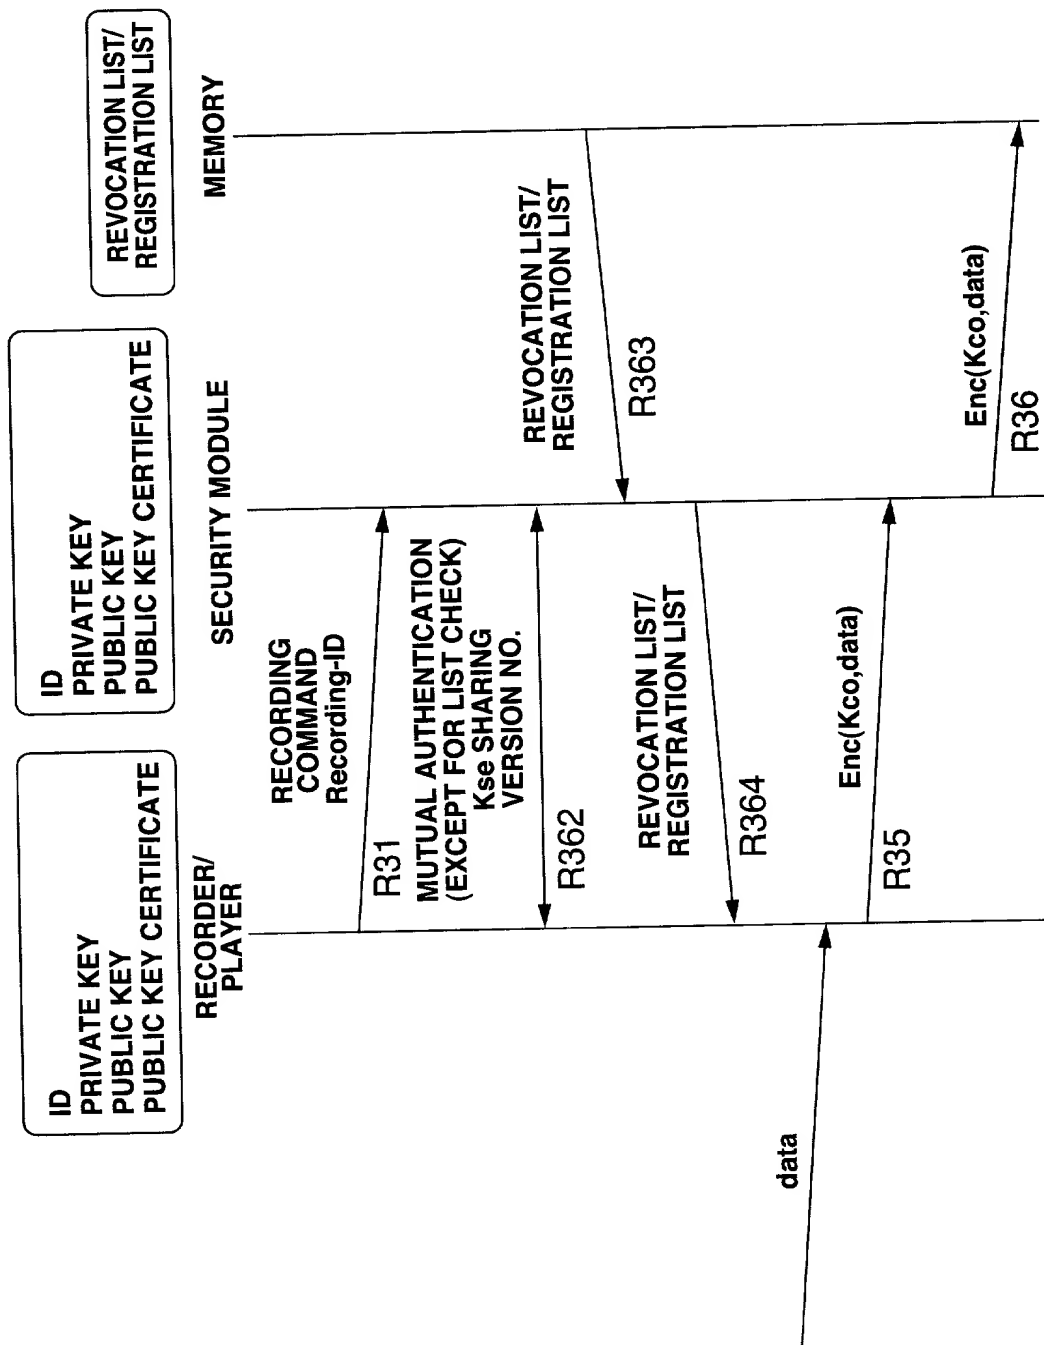 ID
PRIVATE KEY
PUBLIC KEY
PUBLIC KEY CERTIFICATE
RECORDER/
PLAYER
ID
PRIVATE KEY
PUBLIC KEY
PUBLIC KEY CERTIFICATE
SECURITY MODULE
REVOCATION LIST/
REGISTRATION LIST
MEMORY
RECORDING
COMMAND
Recording-ID
R31
MUTUAL AUTHENTICATION
(EXCEPT FOR LIST CHECK)
Kse SHARING
VERSION NO.
R362
REVOCATION LIST/
REGISTRATION LIST
R363
REVOCATION LIST/
REGISTRATION LIST
R364
data
Enc(Kco,data)
R35
Enc(Kco,data)
R36